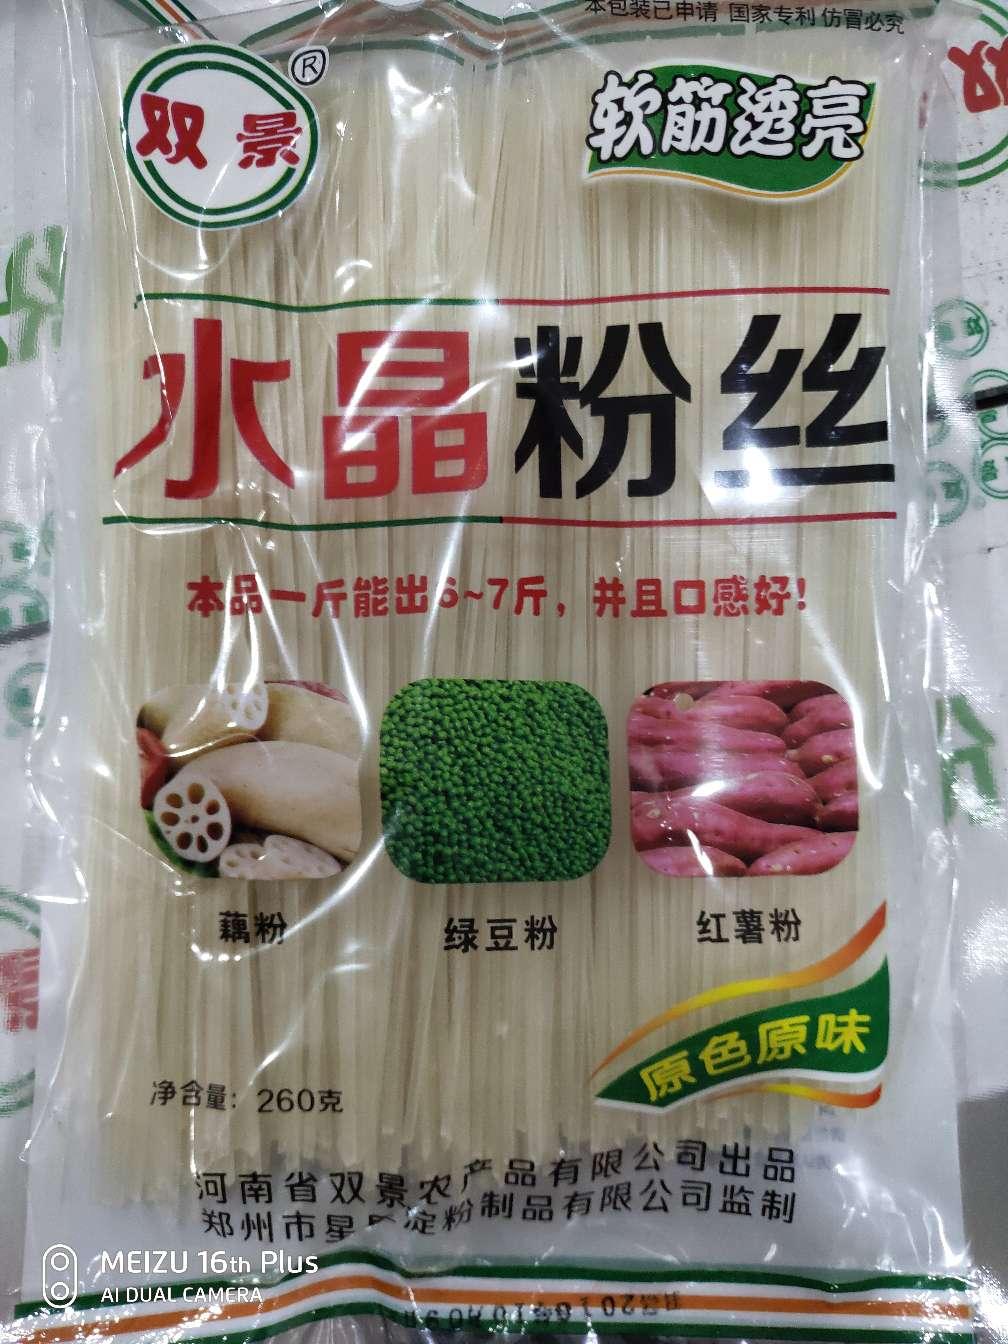 本包装已申请 国家专利 仿冒必究
双景
®
软筋透亮
水晶粉丝
本品一斤能出6~7斤，并且口感好！
藕粉
绿豆粉
红薯粉
原色原味
净含量：260克
河南省双景农产品有限公司出品
郑州市星 淀粉制品有限公司监制
MEIZU 16th Plus
AI DUAL CAMERA